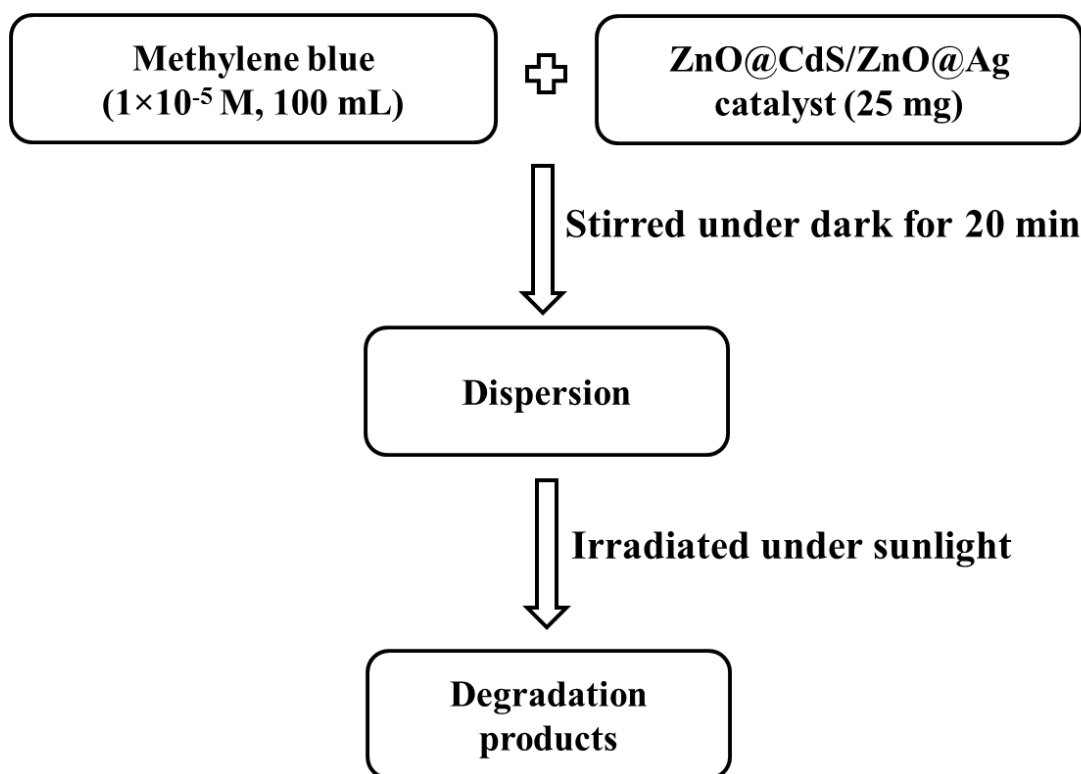 Methylene blue
(1×10⁻⁵ M, 100 mL)
ZnO@CdS/ZnO@Ag
catalyst (25 mg)
Stirred under dark for 20 min
Dispersion
Irradiated under sunlight
Degradation
products